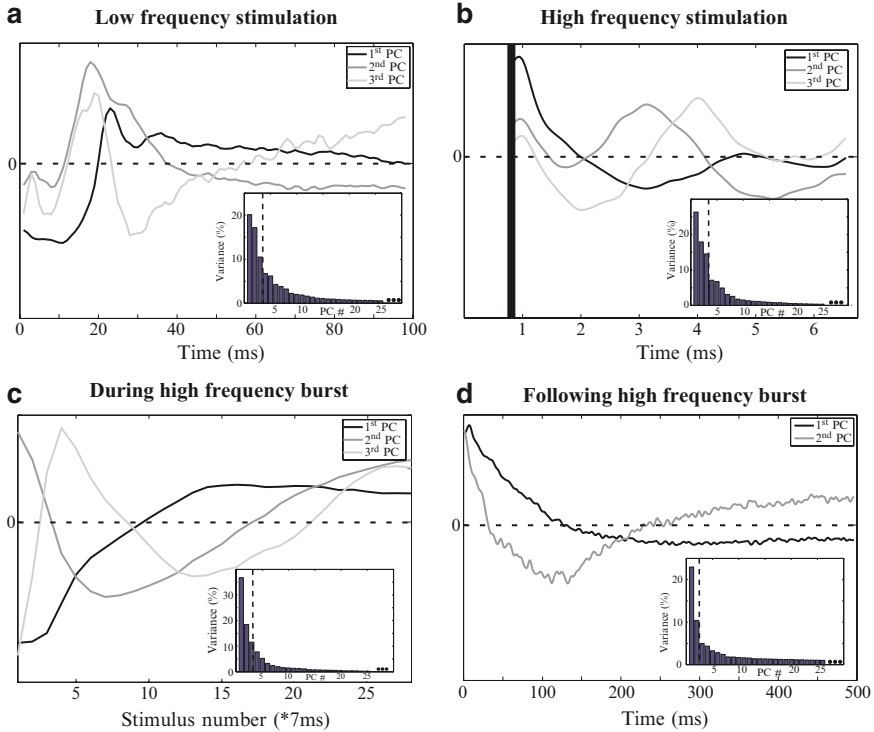 a
Low frequency stimulation
1st PC
2nd PC
3rd PC
0
20
10
0
Variance (%)
5
10
20
25
PC #
0
20
40
60
80
100
Time (ms)
b
High frequency stimulation
1st PC
2nd PC
3rd PC
0
20
10
0
Variance (%)
5
10
20
25
PC #
1
2
3
4
5
6
Time (ms)
c
During high frequency burst
1st PC
2nd PC
3rd PC
0
30
20
10
0
Variance (%)
5
10
20
25
PC #
5
10
15
20
25
Stimulus number (*7ms)
d
Following high frequency burst
1st PC
2nd PC
0
20
10
0
Variance (%)
5
10
20
25
PC #
0
100
200
300
400
500
Time (ms)